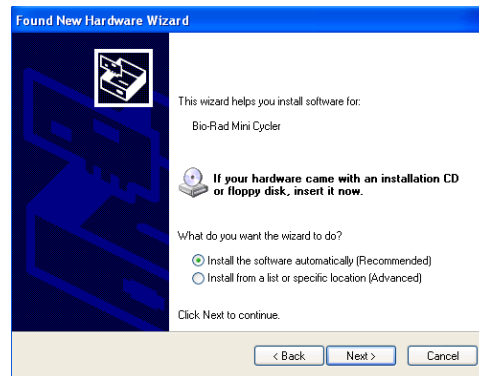 Found New Hardware Wizard
This wizard helps you install software for:
Bio-Rad Mini Cycler
If your hardware came with an installation CD
or floppy disk, insert it now.
What do you want the wizard to do?
Install the software automatically (Recommended)
Install from a list or specific location (Advanced)
Click Next to continue.
< Back Next > Cancel